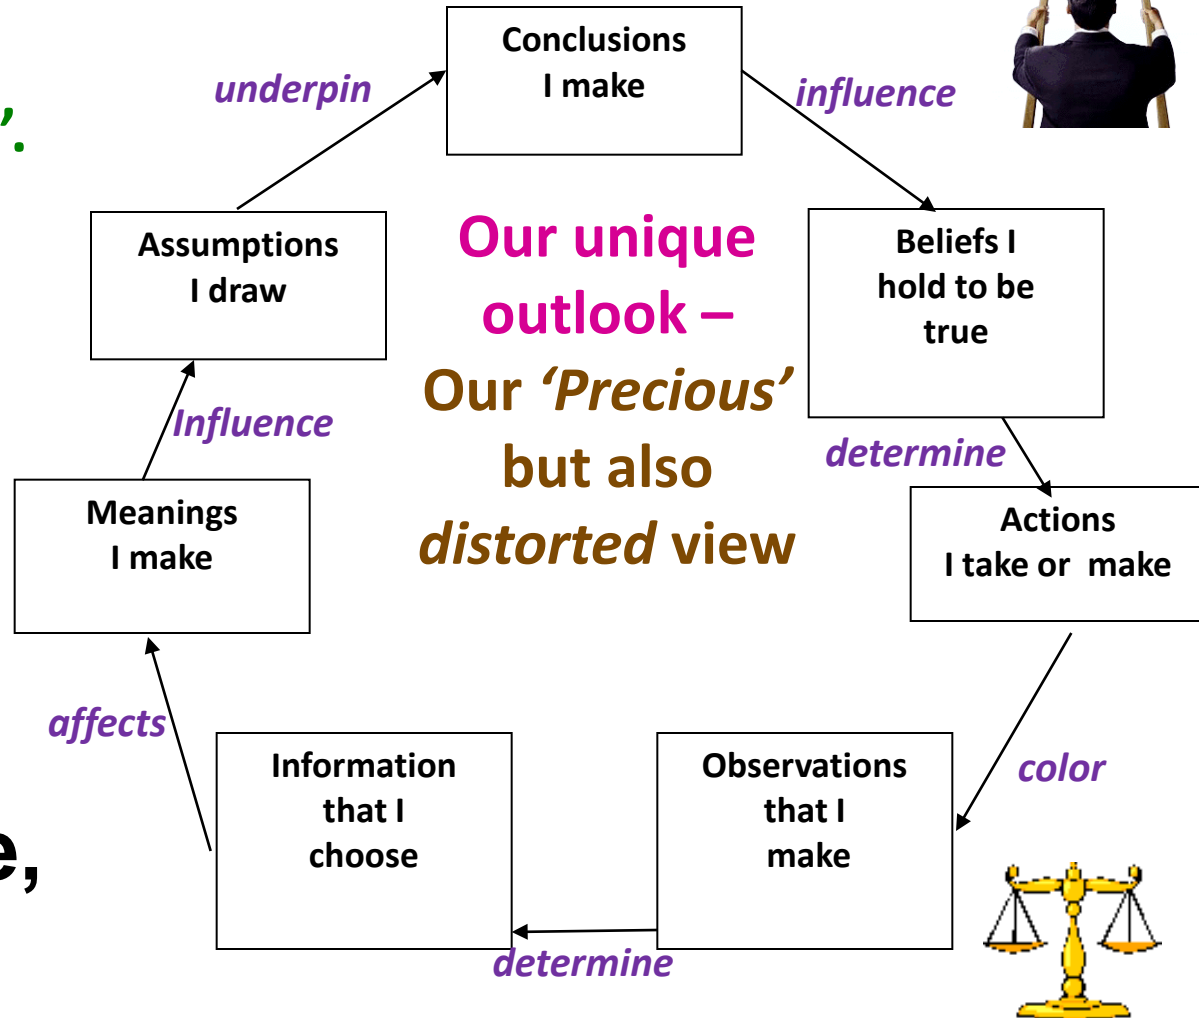 Conclusions
I make
underpin
influence
’.
Assumptions
I draw
Our unique
outlook –
Our ‘Precious’
but also
distorted view
Beliefs I
hold to be
true
Influence
determine
Meanings
I make
Actions
I take or make
affects
Information
that I
choose
Observations
that I
make
color
e,
determine